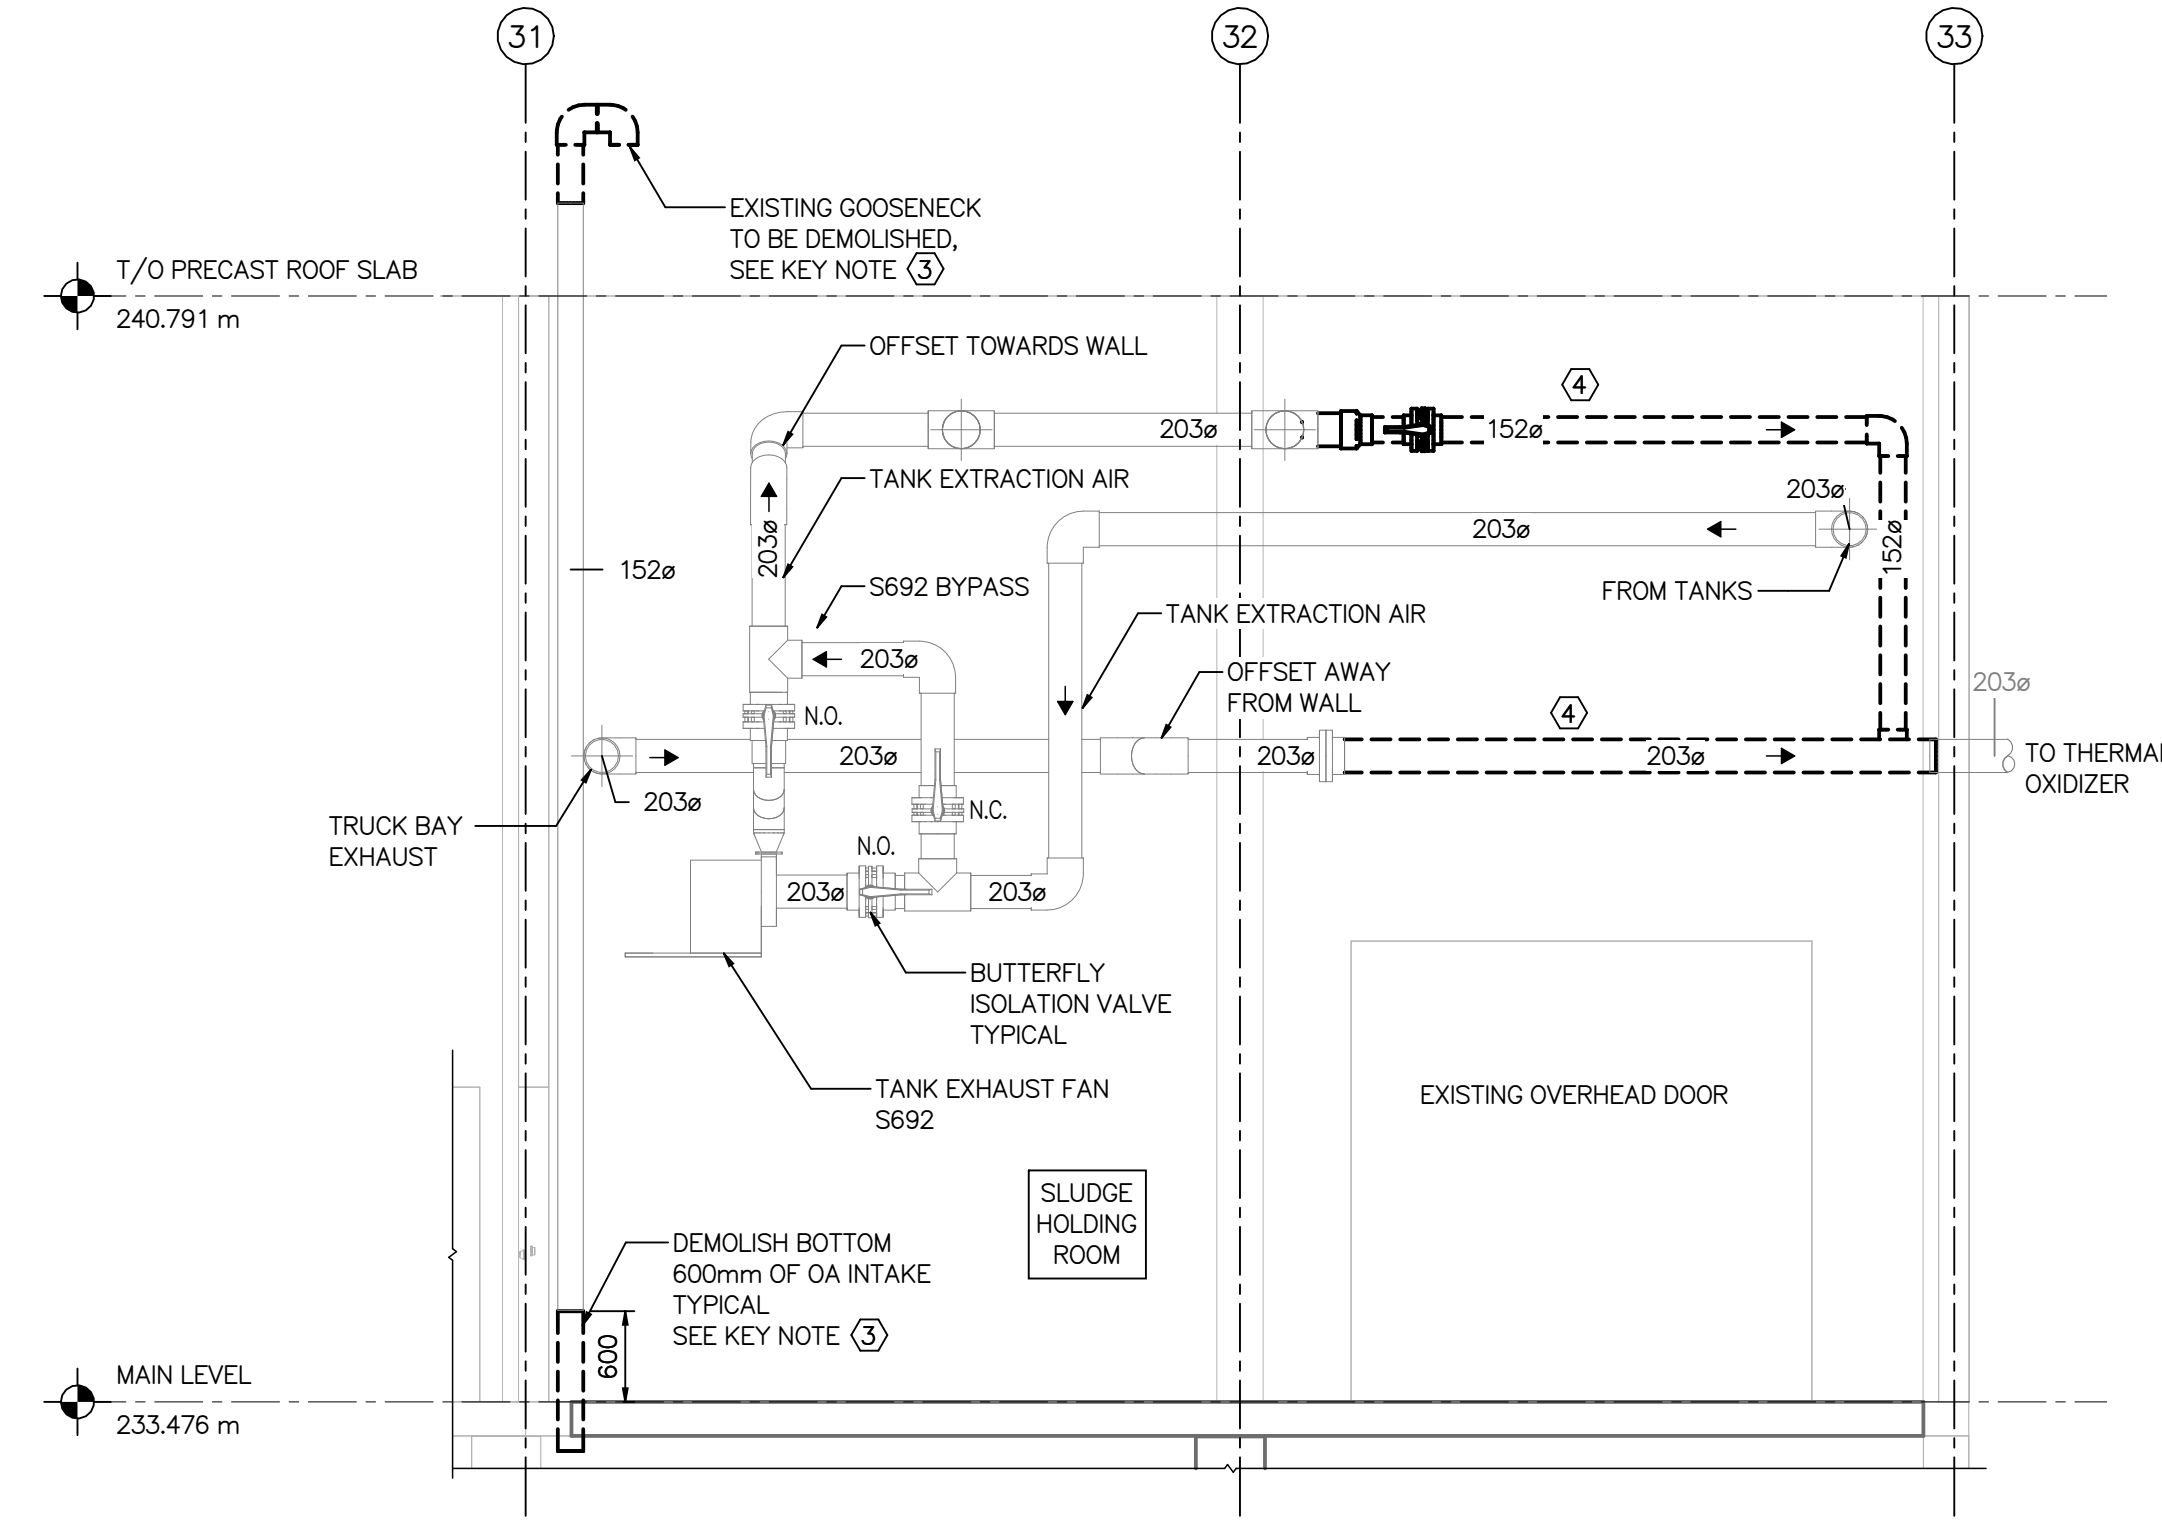 31
32
33
EXISTING GOOSENECK
TO BE DEMOLISHED,
SEE KEY NOTE 3
T/O PRECAST ROOF SLAB
240.791 m
OFFSET TOWARDS WALL
4
203ø
152ø
TANK EXTRACTION AIR
203ø
203ø
203ø
152ø
152ø
S692 BYPASS
FROM TANKS
TANK EXTRACTION AIR
203ø
OFFSET AWAY
FROM WALL
203ø
N.O.
4
203ø
203ø
203ø
TO THERMAL
OXIDIZER
203ø
TRUCK BAY
EXHAUST
N.C.
N.O.
203ø
203ø
BUTTERFLY
ISOLATION VALVE
TYPICAL
TANK EXHAUST FAN
S692
EXISTING OVERHEAD DOOR
SLUDGE
HOLDING
ROOM
DEMOLISH BOTTOM
600mm OF OA INTAKE
TYPICAL
SEE KEY NOTE 3
600
MAIN LEVEL
233.476 m